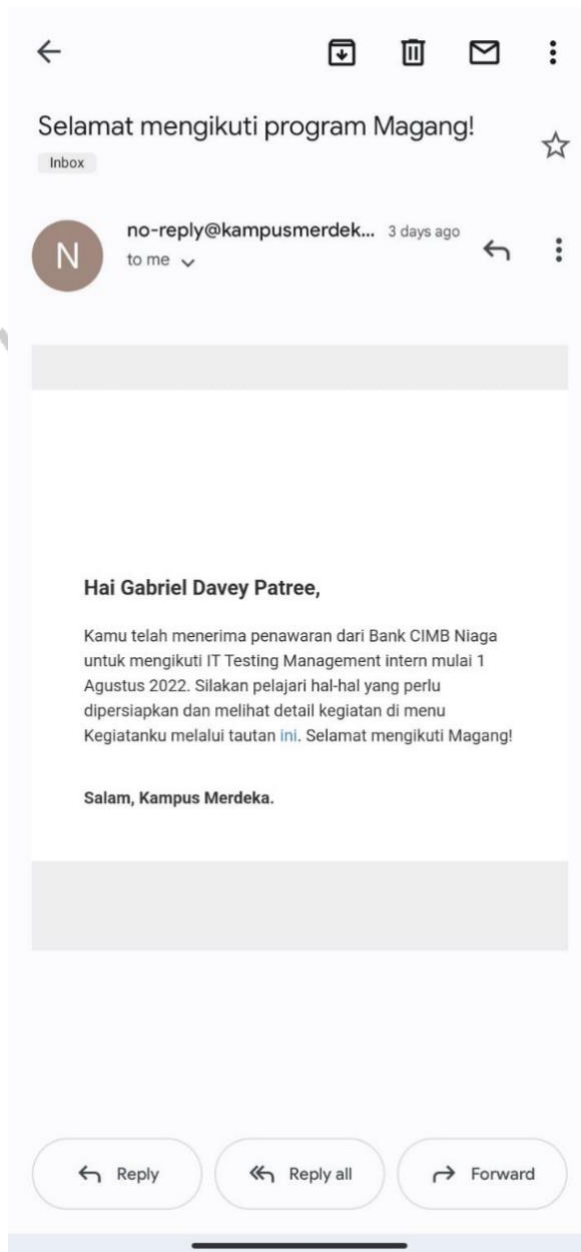 Selamat mengikuti program Magang!
Inbox
N
no-reply@kampusmerdek... 3 days ago
to me
Hai Gabriel Davey Patree,
Kamu telah menerima penawaran dari Bank CIMB Niaga
untuk mengikuti IT Testing Management intern mulai 1
Agustus 2022. Silakan pelajari hal-hal yang perlu
dipersiapkan dan melihat detail kegiatan di menu
Kegiatanku melalui tautan ini. Selamat mengikuti Magang!
Salam, Kampus Merdeka.
Reply
Reply all
Forward